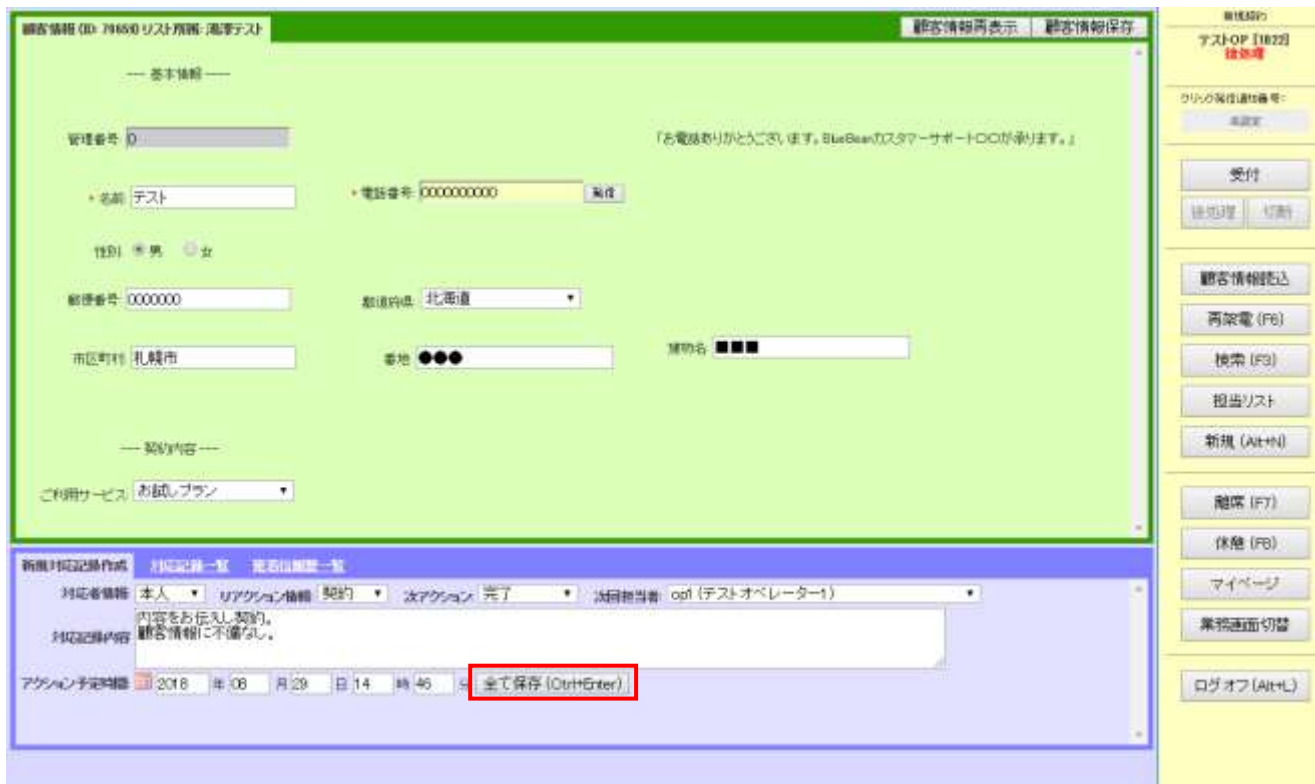 顧客情報 (ID: 79659) リスト種別: 湯澤テスト
顧客情報再表示 顧客情報保存
--- 基本情報 ----
管理番号 0
「お電話ありがとうございます。BlueBeanカスタマーサポート〇〇が承ります。」
* 名前 テスト
* 電話番号 0000000000 発信
性別 男 女
郵便番号 0000000
都道府県 北海道
市区町村 札幌市
番地 ●●●
建物名 ■■■
---- 契約内容 ---
ご利用サービス お試しプラン
新規対応記録作成 対応記録一覧 発着信履歴一覧
対応者情報 本人 リアクション情報 契約 次アクション 完了 次回担当者 op1 (テストオペレーター1)
対応記録内容 内容をお伝えし契約。
顧客情報に不備なし。
アクション予定時間 2018 年 08 月 29 日 14 時 46 分 全て保存 (Ctrl+Enter)
新規契約
テストOP [1022]
後処理
クリック発信通知番号:
未設定
受付
後処理 切断
顧客情報読込
再架電 (F6)
検索 (F3)
担当リスト
新規 (Alt+N)
離席 (F7)
休憩 (F8)
マイページ
業務画面切替
ログオフ (Alt+L)